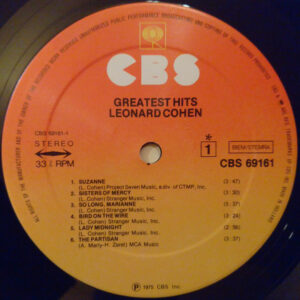 CBS
GREATEST HITS
LEONARD COHEN
CBS 69161-1
STEREO
33⅓ RPM
*
1
BIEM/STEMRA
CBS 69161
1. SUZANNE (3:47)
(L. Cohen) Project Seven Music, a div. of CTMP, Inc.
2. SISTERS OF MERCY (3:30)
(L. Cohen) Stranger Music, Inc.
3. SO LONG, MARIANNE (5:37)
(L. Cohen) Stranger Music, Inc.
4. BIRD ON THE WIRE (3:24)
(L. Cohen) Stranger Music, Inc.
5. LADY MIDNIGHT (2:56)
(L. Cohen) Stranger Music, Inc.
6. THE PARTISAN (3:37)
(A. Marly-H. Zaret) MCA Music
Ⓟ 1975 CBS Inc.